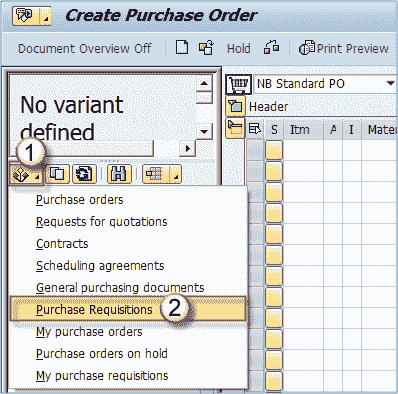 Create Purchase Order
Document Overview Off Hold Print Preview
No variant
defined
NB Standard PO
Header
S Itm A I Mater
1
Purchase orders
Requests for quotations
Contracts
Scheduling agreements
General purchasing documents
Purchase Requisitions 2
My purchase orders
Purchase orders on hold
My purchase requisitions